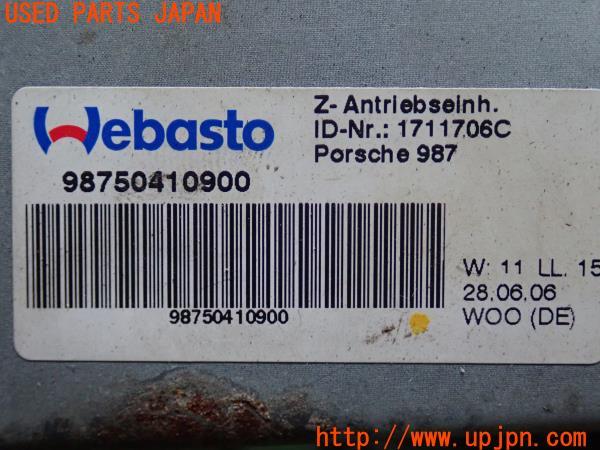 USED PARTS JAPAN
Webasto
Z- Antriebseinh.
ID-Nr.: 1711706C
Porsche 987
98750410900
98750410900
W: 11 LL. 15
28.06.06
WOO (DE)
http://www.upjpn.com/